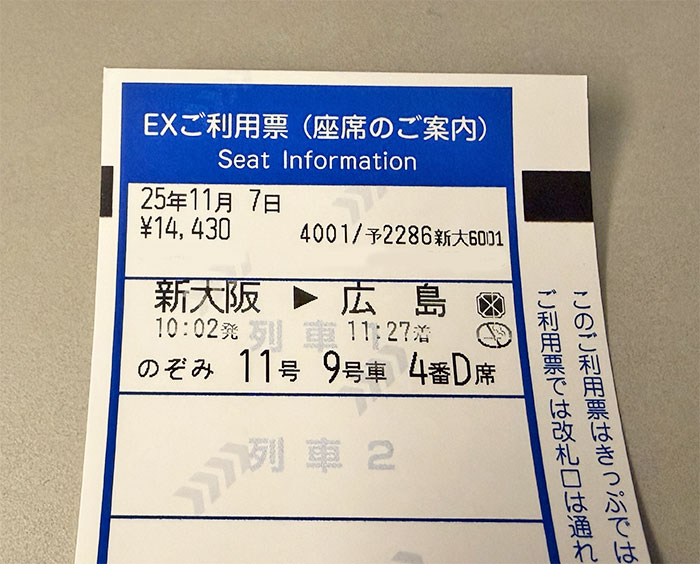 EXご利用票（座席のご案内）
Seat Information
25年11月 7日
¥14,430
4001/予2286新大6001
新大阪 ▶ 広島
10:02発 11:27着
列車1
のぞみ 11号 9号車 4番D席
列車2
このご利用票はきっぷでは
ご利用票では改札口は通れ